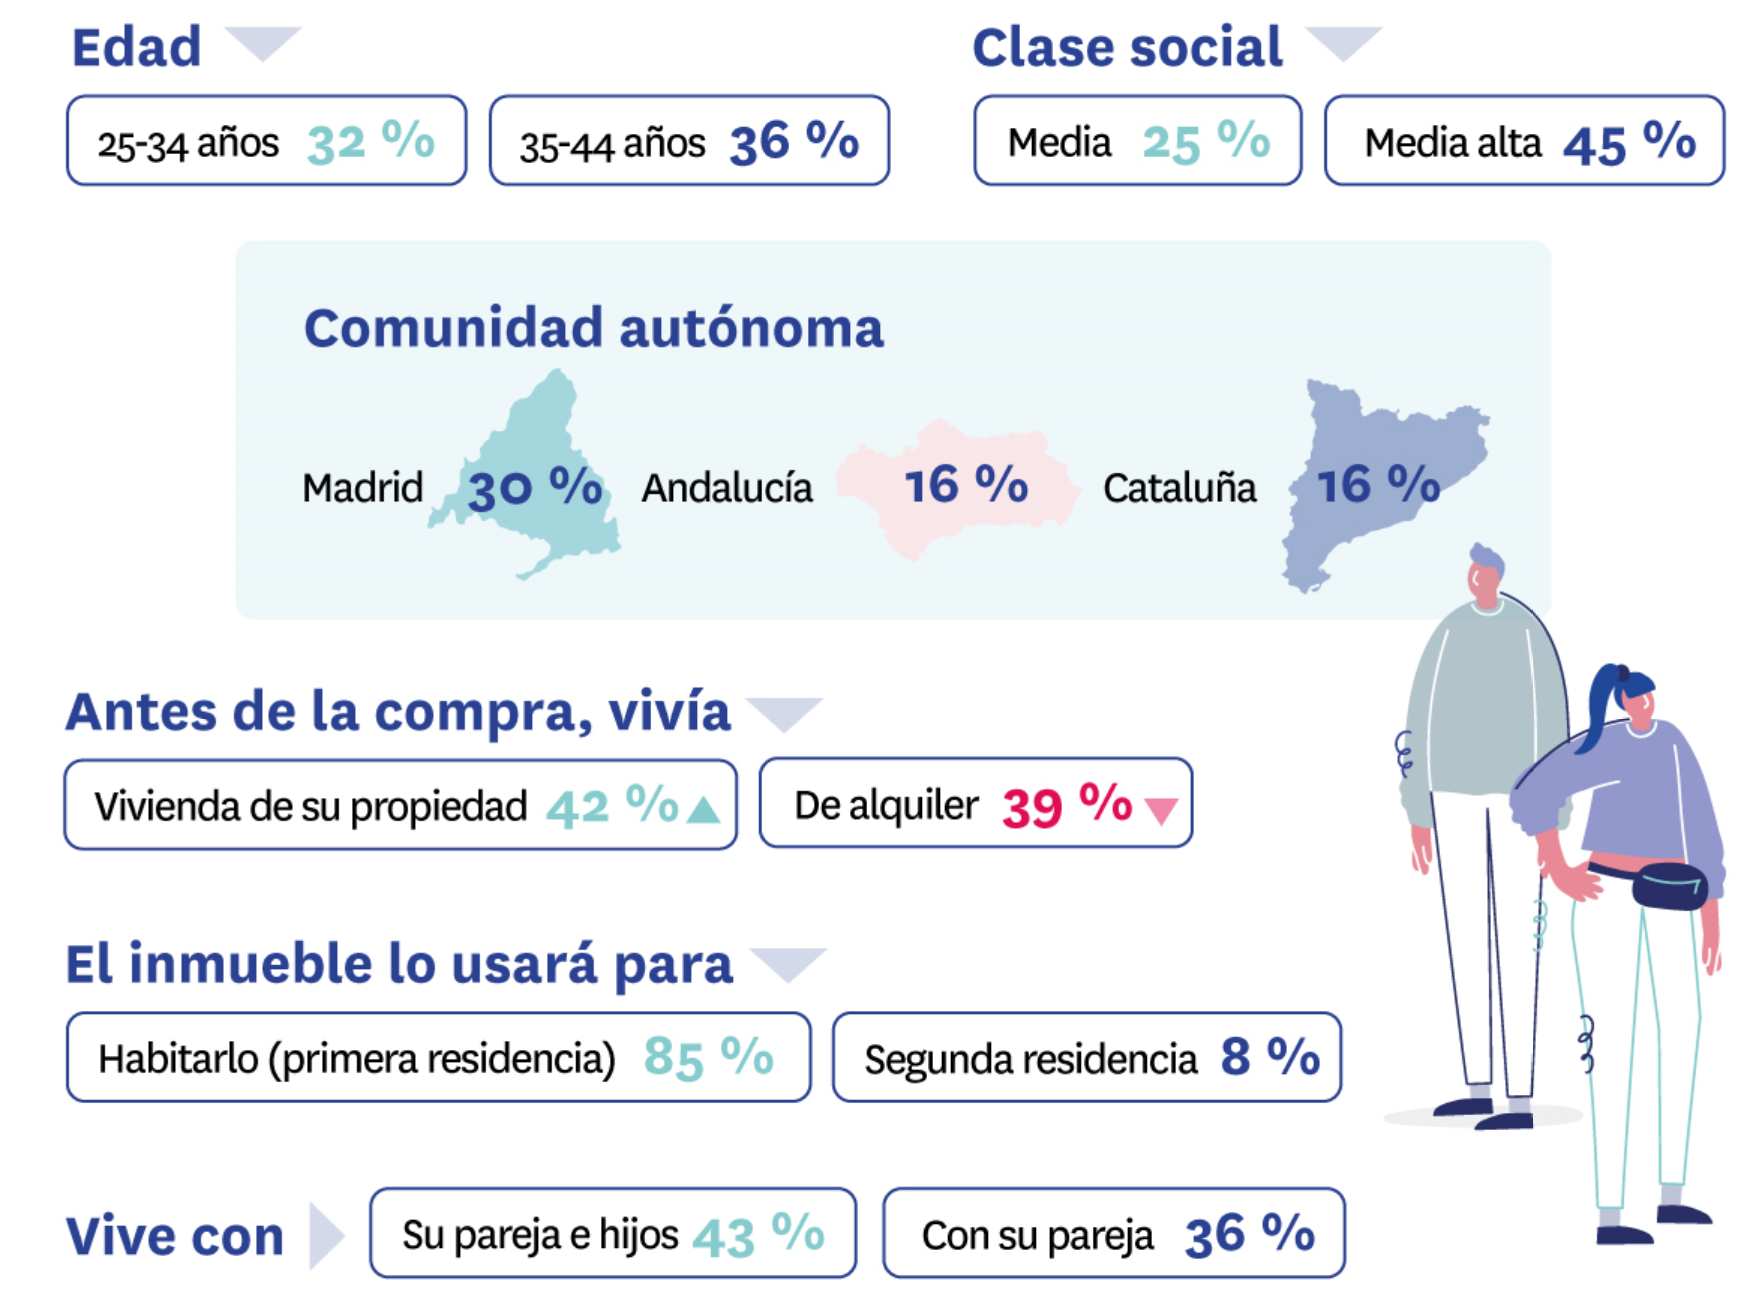 Edad
Clase social
25-34 años 32 %
35-44 años 36 %
Media 25 %
Media alta 45 %
Comunidad autónoma
Madrid 30 %
Andalucía 16 %
Cataluña 16 %
Antes de la compra, vivía
Vivienda de su propiedad 42 %
De alquiler 39 %
El inmueble lo usará para
Habitarlo (primera residencia) 85 %
Segunda residencia 8 %
Vive con
Su pareja e hijos 43 %
Con su pareja 36 %